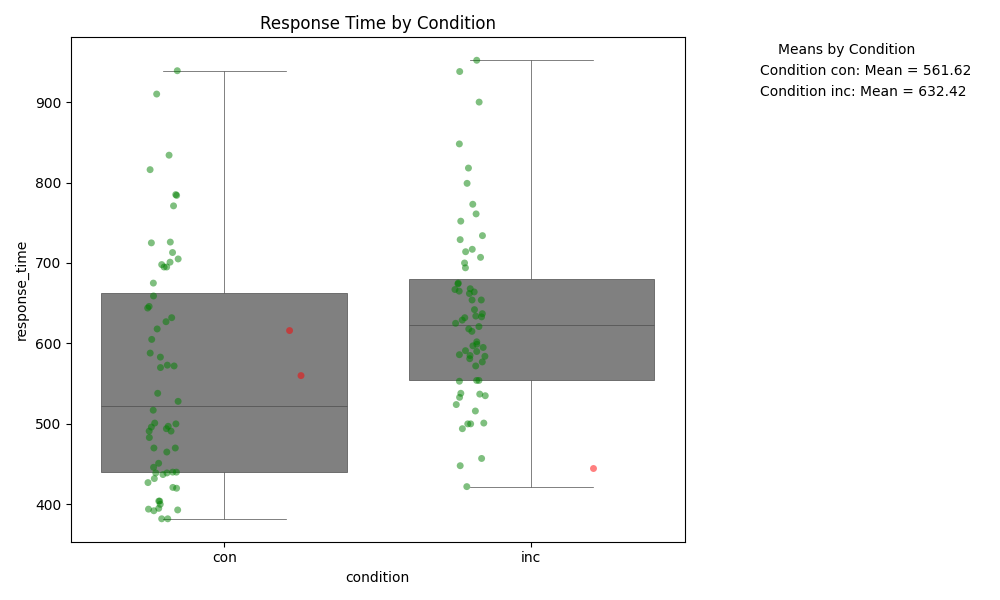 Response Time by Condition
Means by Condition
Condition con: Mean = 561.62
Condition inc: Mean = 632.42
response_time
900
800
700
600
500
400
con
inc
condition